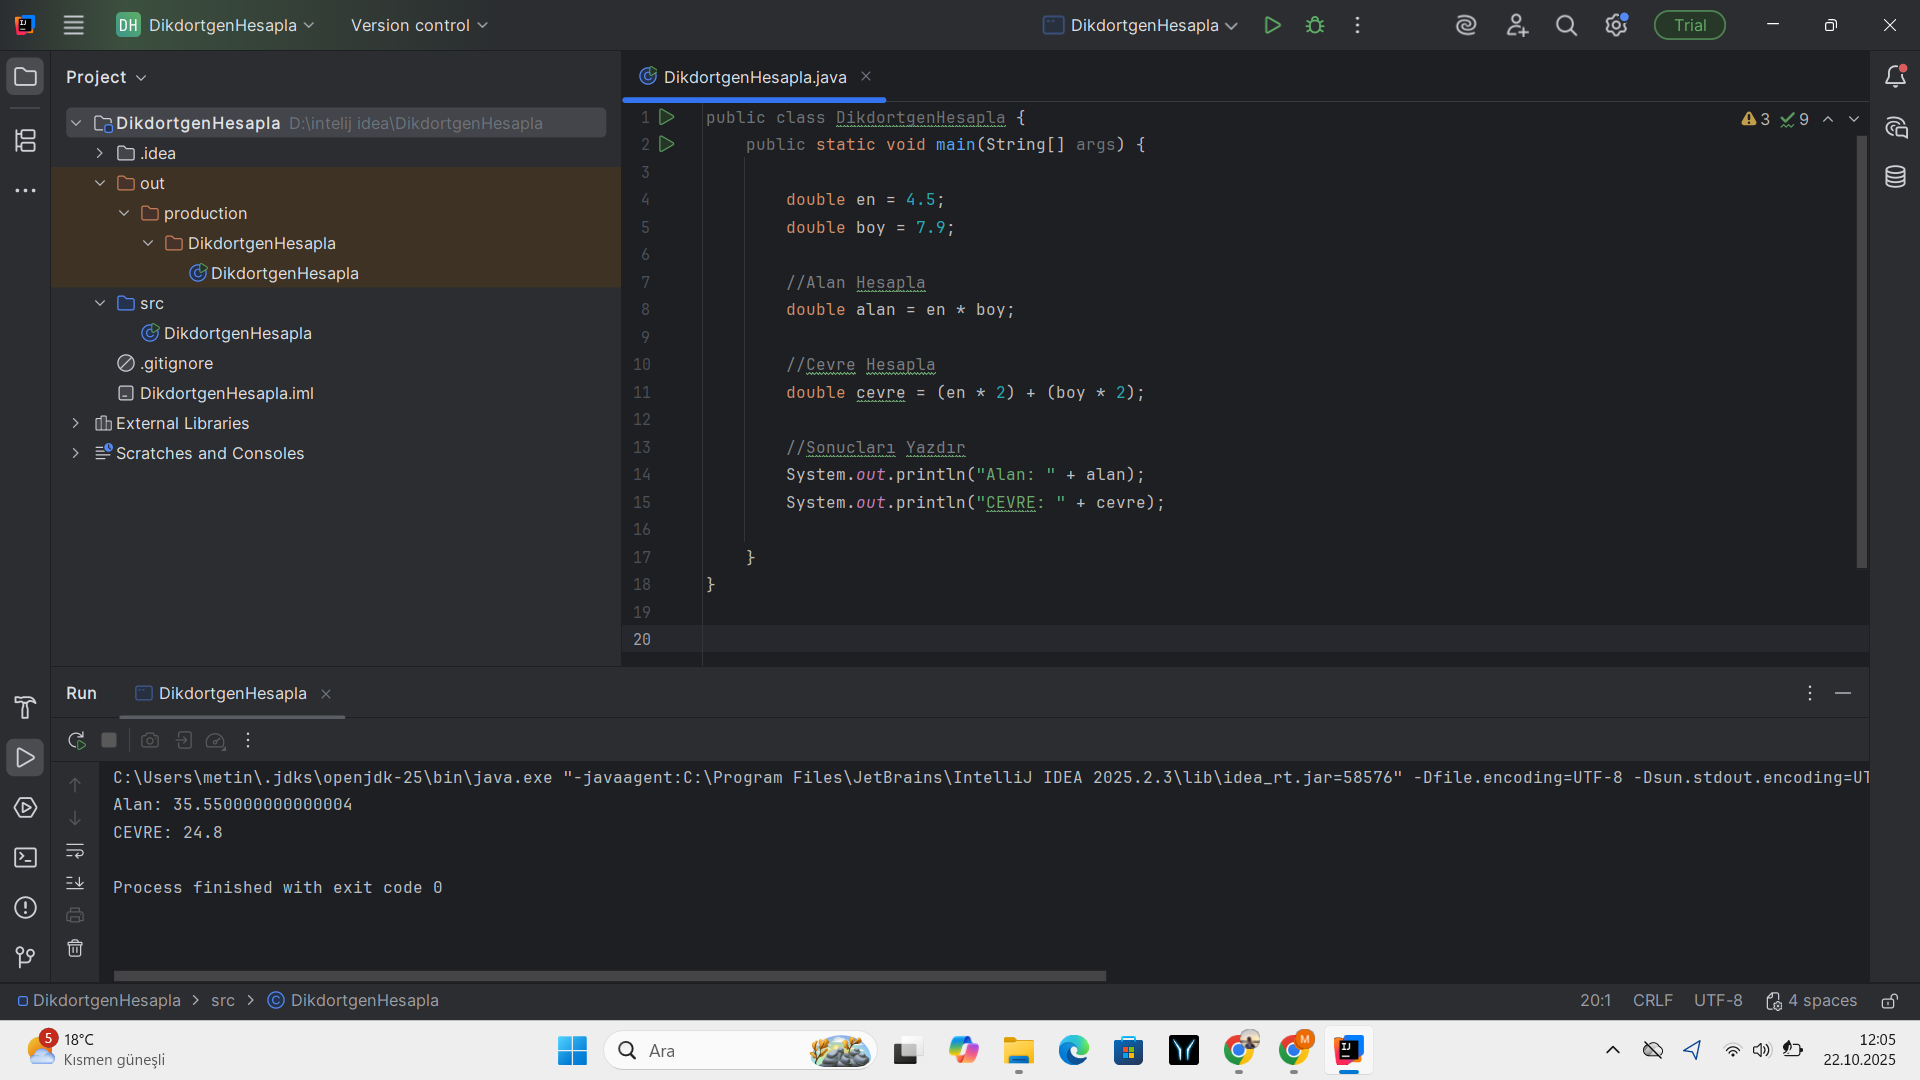 DH DikdortgenHesapla Version control DikdortgenHesapla Trial
Project
DikdortgenHesapla D:\intelij idea\DikdortgenHesapla
.idea
out
production
DikdortgenHesapla
DikdortgenHesapla
src
DikdortgenHesapla
.gitignore
DikdortgenHesapla.iml
External Libraries
Scratches and Consoles
DikdortgenHesapla.java
3 9
1 public class DikdortgenHesapla {
2 public static void main(String[] args) {
3
4 double en = 4.5;
5 double boy = 7.9;
6
7 //Alan Hesapla
8 double alan = en * boy;
9
10 //Cevre Hesapla
11 double cevre = (en * 2) + (boy * 2);
12
13 //Sonucları Yazdır
14 System.out.println("Alan: " + alan);
15 System.out.println("CEVRE: " + cevre);
16
17 }
18 }
19
20
Run DikdortgenHesapla
C:\Users\metin\.jdks\openjdk-25\bin\java.exe "-javaagent:C:\Program Files\JetBrains\IntelliJ IDEA 2025.2.3\lib\idea_rt.jar=58576" -Dfile.encoding=UTF-8 -Dsun.stdout.encoding=UT
Alan: 35.550000000000004
CEVRE: 24.8
Process finished with exit code 0
DikdortgenHesapla > src > DikdortgenHesapla 20:1 CRLF UTF-8 4 spaces
5 18°C
Kısmen güneşli
Ara
M
IJ
12:05
22.10.2025